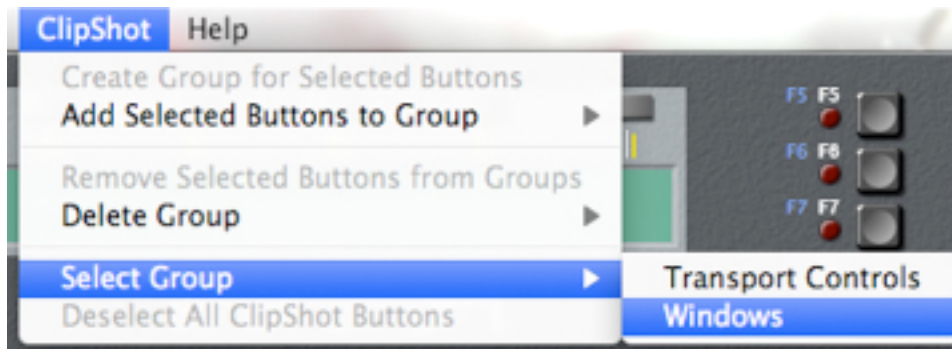 ClipShot Help
Create Group for Selected Buttons
Add Selected Buttons to Group
Remove Selected Buttons from Groups
Delete Group
Select Group
Deselect All ClipShot Buttons
Transport Controls
Windows
F5 F5
F6 F6
F7 F7